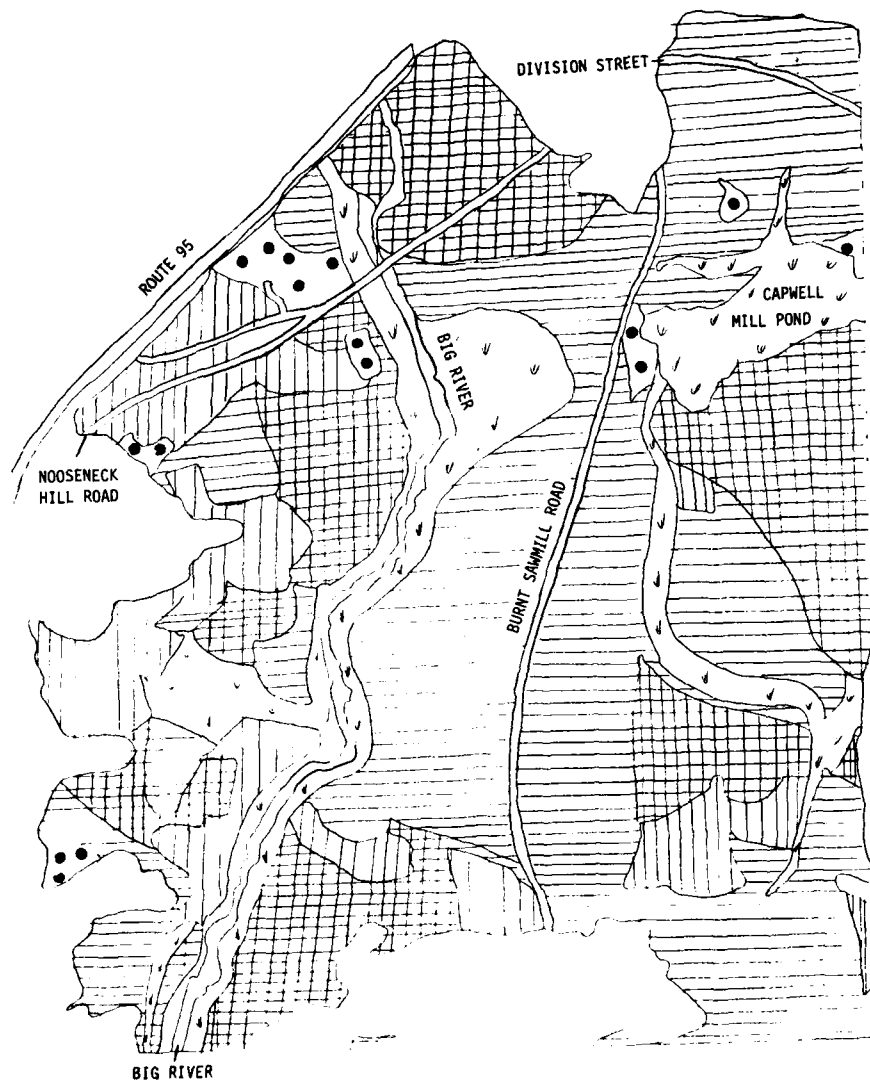 DIVISION STREET
ROUTE 95
CAPWELL
MILL POND
BIG RIVER
NOOSENECK
HILL ROAD
BURNT SAWMILL ROAD
BIG RIVER